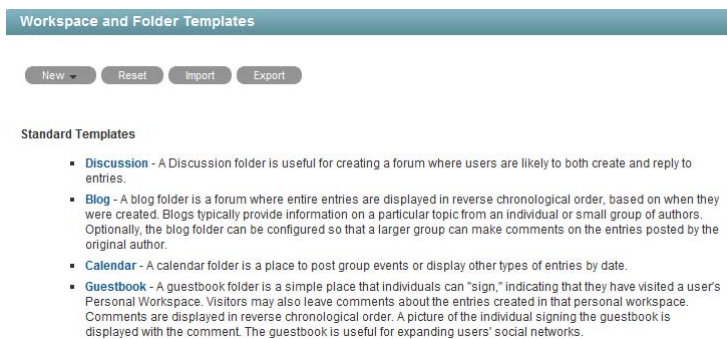 Workspace and Folder Templates
New Reset Import Export
Standard Templates
▪ Discussion - A Discussion folder is useful for creating a forum where users are likely to both create and reply to
entries.
▪ Blog - A blog folder is a forum where entire entries are displayed in reverse chronological order, based on when they
were created. Blogs typically provide information on a particular topic from an individual or small group of authors.
Optionally, the blog folder can be configured so that a larger group can make comments on the entries posted by the
original author.
▪ Calendar - A calendar folder is a place to post group events or display other types of entries by date.
▪ Guestbook - A guestbook folder is a simple place that individuals can "sign," indicating that they have visited a user's
Personal Workspace. Visitors may also leave comments about the entries created in that personal workspace.
Comments are displayed in reverse chronological order. A picture of the individual signing the guestbook is
displayed with the comment. The guestbook is useful for expanding users' social networks.